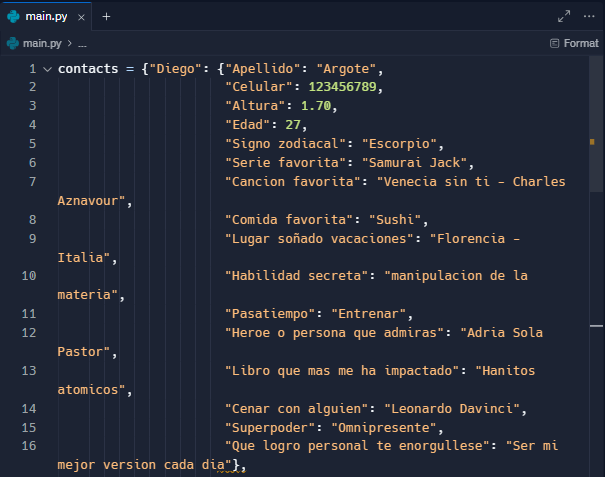 main.py × +
main.py > ...
Format
1 contacts = {"Diego": {"Apellido": "Argote",
2 "Celular": 123456789,
3 "Altura": 1.70,
4 "Edad": 27,
5 "Signo zodiacal": "Escorpio",
6 "Serie favorita": "Samurai Jack",
7 "Cancion favorita": "Venecia sin ti - Charles
Aznavour",
8 "Comida favorita": "Sushi",
9 "Lugar soñado vacaciones": "Florencia -
Italia",
10 "Habilidad secreta": "manipulacion de la
materia",
11 "Pasatiempo": "Entrenar",
12 "Heroe o persona que admiras": "Adria Sola
Pastor",
13 "Libro que mas me ha impactado": "Hanitos
atomicos",
14 "Cenar con alguien": "Leonardo Davinci",
15 "Superpoder": "Omnipresente",
16 "Que logro personal te enorgullese": "Ser mi
mejor version cada dia"},